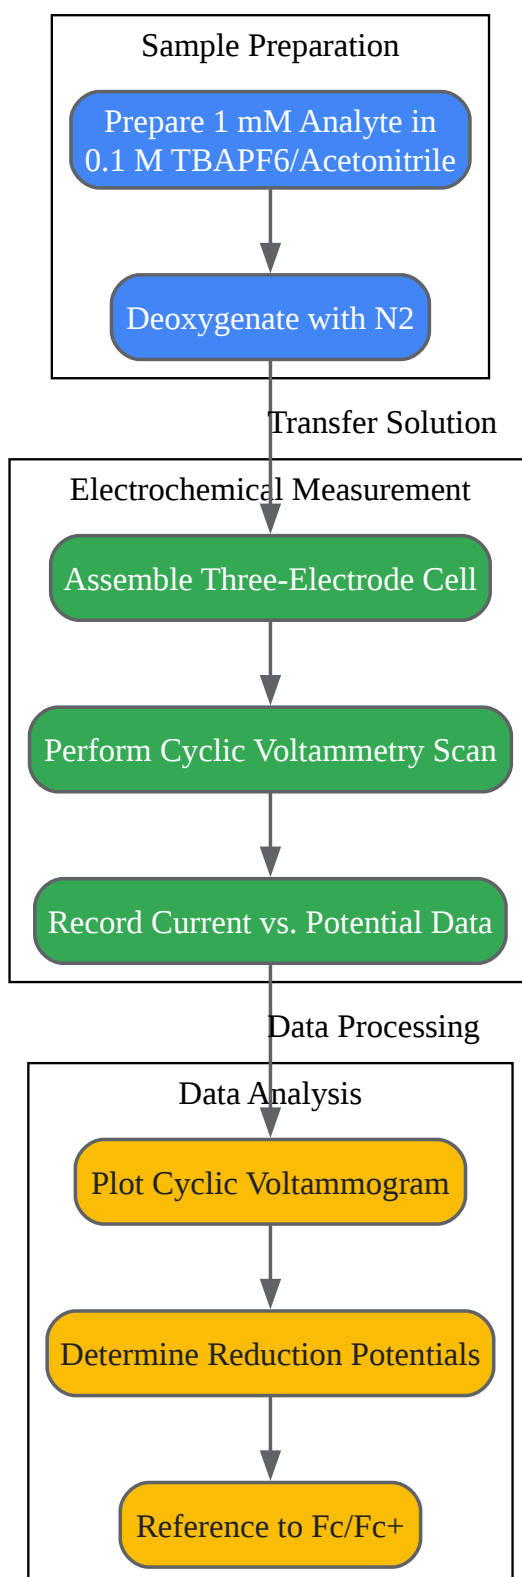 Sample Preparation
Prepare 1 mM Analyte in
0.1 M TBAPF6/Acetonitrile
Deoxygenate with N2
Transfer Solution
Electrochemical Measurement
Assemble Three-Electrode Cell
Perform Cyclic Voltammetry Scan
Record Current vs. Potential Data
Data Processing
Data Analysis
Plot Cyclic Voltammogram
Determine Reduction Potentials
Reference to Fc/Fc+